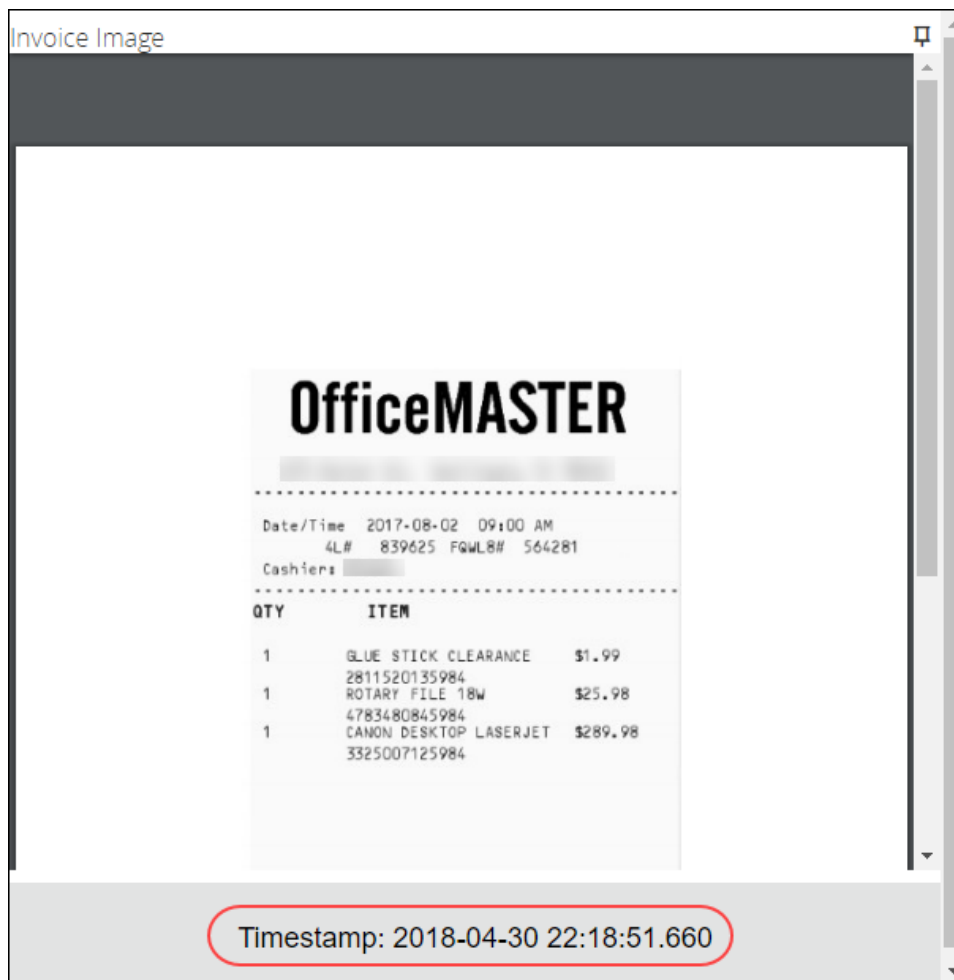 Invoice Image
OfficeMASTER
Date/Time 2017-08-02 09:00 AM
4L# 839625 FQWL8# 564281
Cashier:
QTY ITEM
1 GLUE STICK CLEARANCE $1.99
2811520135984
1 ROTARY FILE 18W $25.98
4783480845984
1 CANON DESKTOP LASERJET $289.98
3325007125984
Timestamp: 2018-04-30 22:18:51.660